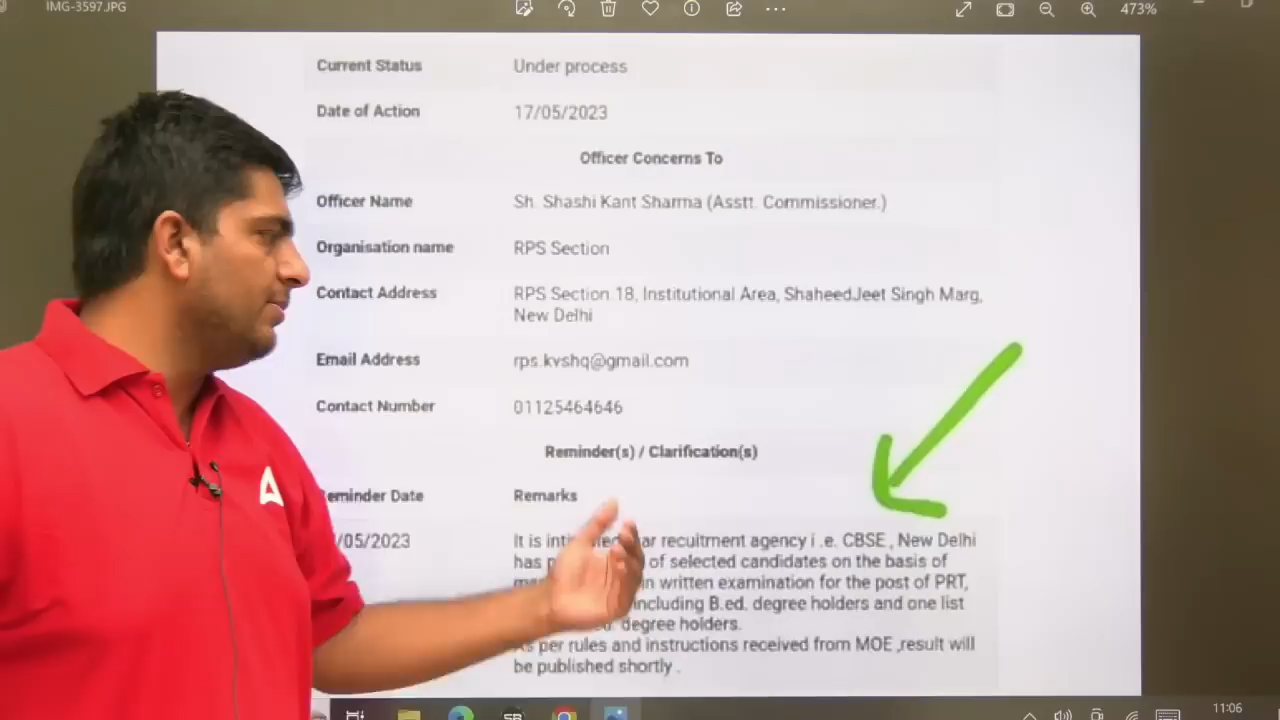 IMG-3597.JPG
473%
Current Status Under process
Date of Action 17/05/2023
Officer Concerns To
Officer Name Sh. Shashi Kant Sharma (Asstt. Commissioner.)
Organisation name RPS Section
Contact Address RPS Section 18, Institutional Area, ShaheedJeet Singh Marg,
New Delhi
Email Address rps.kvshq@gmail.com
Contact Number 01125464646
Reminder(s) / Clarification(s)
eminder Date Remarks
/05/2023 It is recuitment agency i .e. CBSE , New Delhi
has of selected candidates on the basis of
in written examination for the post of PRT,
including B.ed. degree holders and one list
degree holders.
As per rules and instructions received from MOE ,result will
be published shortly .
11:06